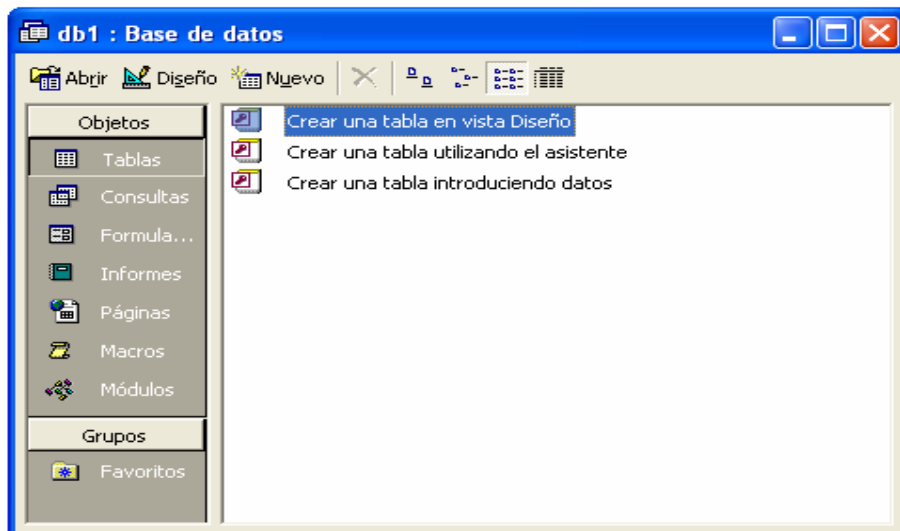 db1 : Base de datos
Abrir Diseño Nuevo
Objetos
Tablas
Consultas
Formula...
Informes
Páginas
Macros
Módulos
Grupos
Favoritos
Crear una tabla en vista Diseño
Crear una tabla utilizando el asistente
Crear una tabla introduciendo datos